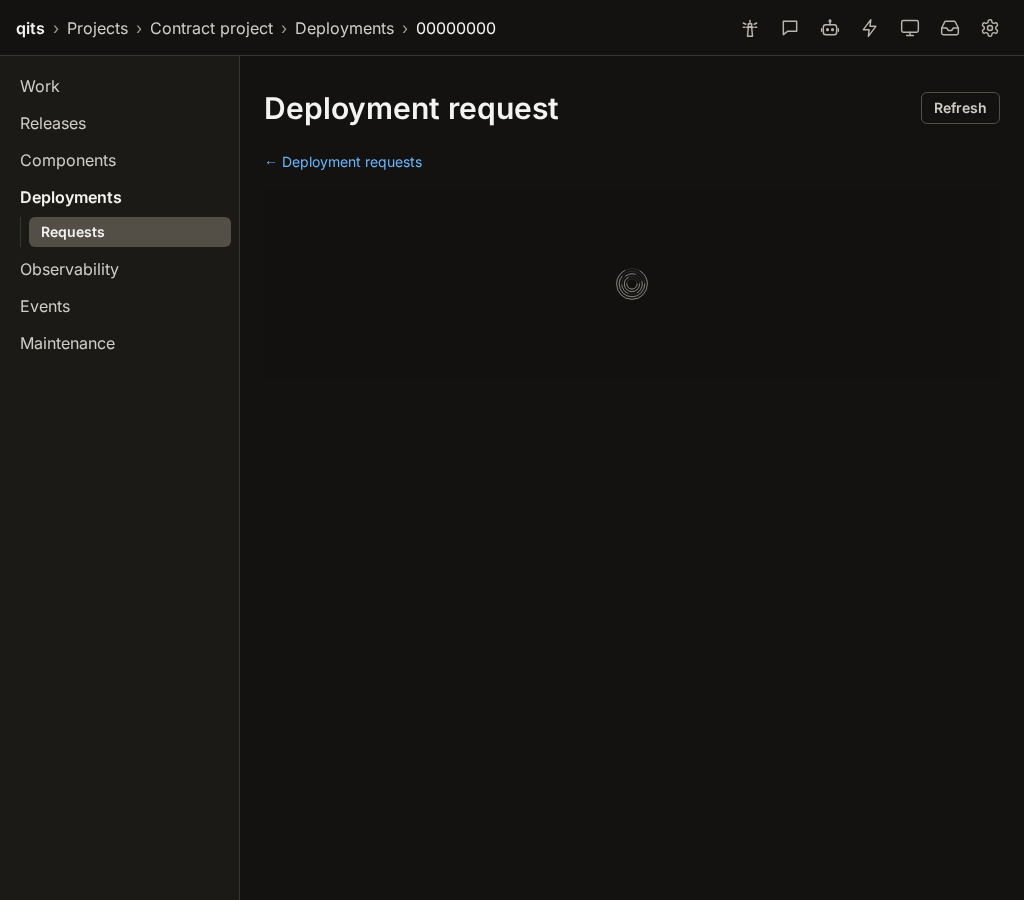 qits › Projects › Contract project › Deployments › 00000000
Work
Releases
Components
Deployments
Requests
Observability
Events
Maintenance
Deployment request
Refresh
← Deployment requests